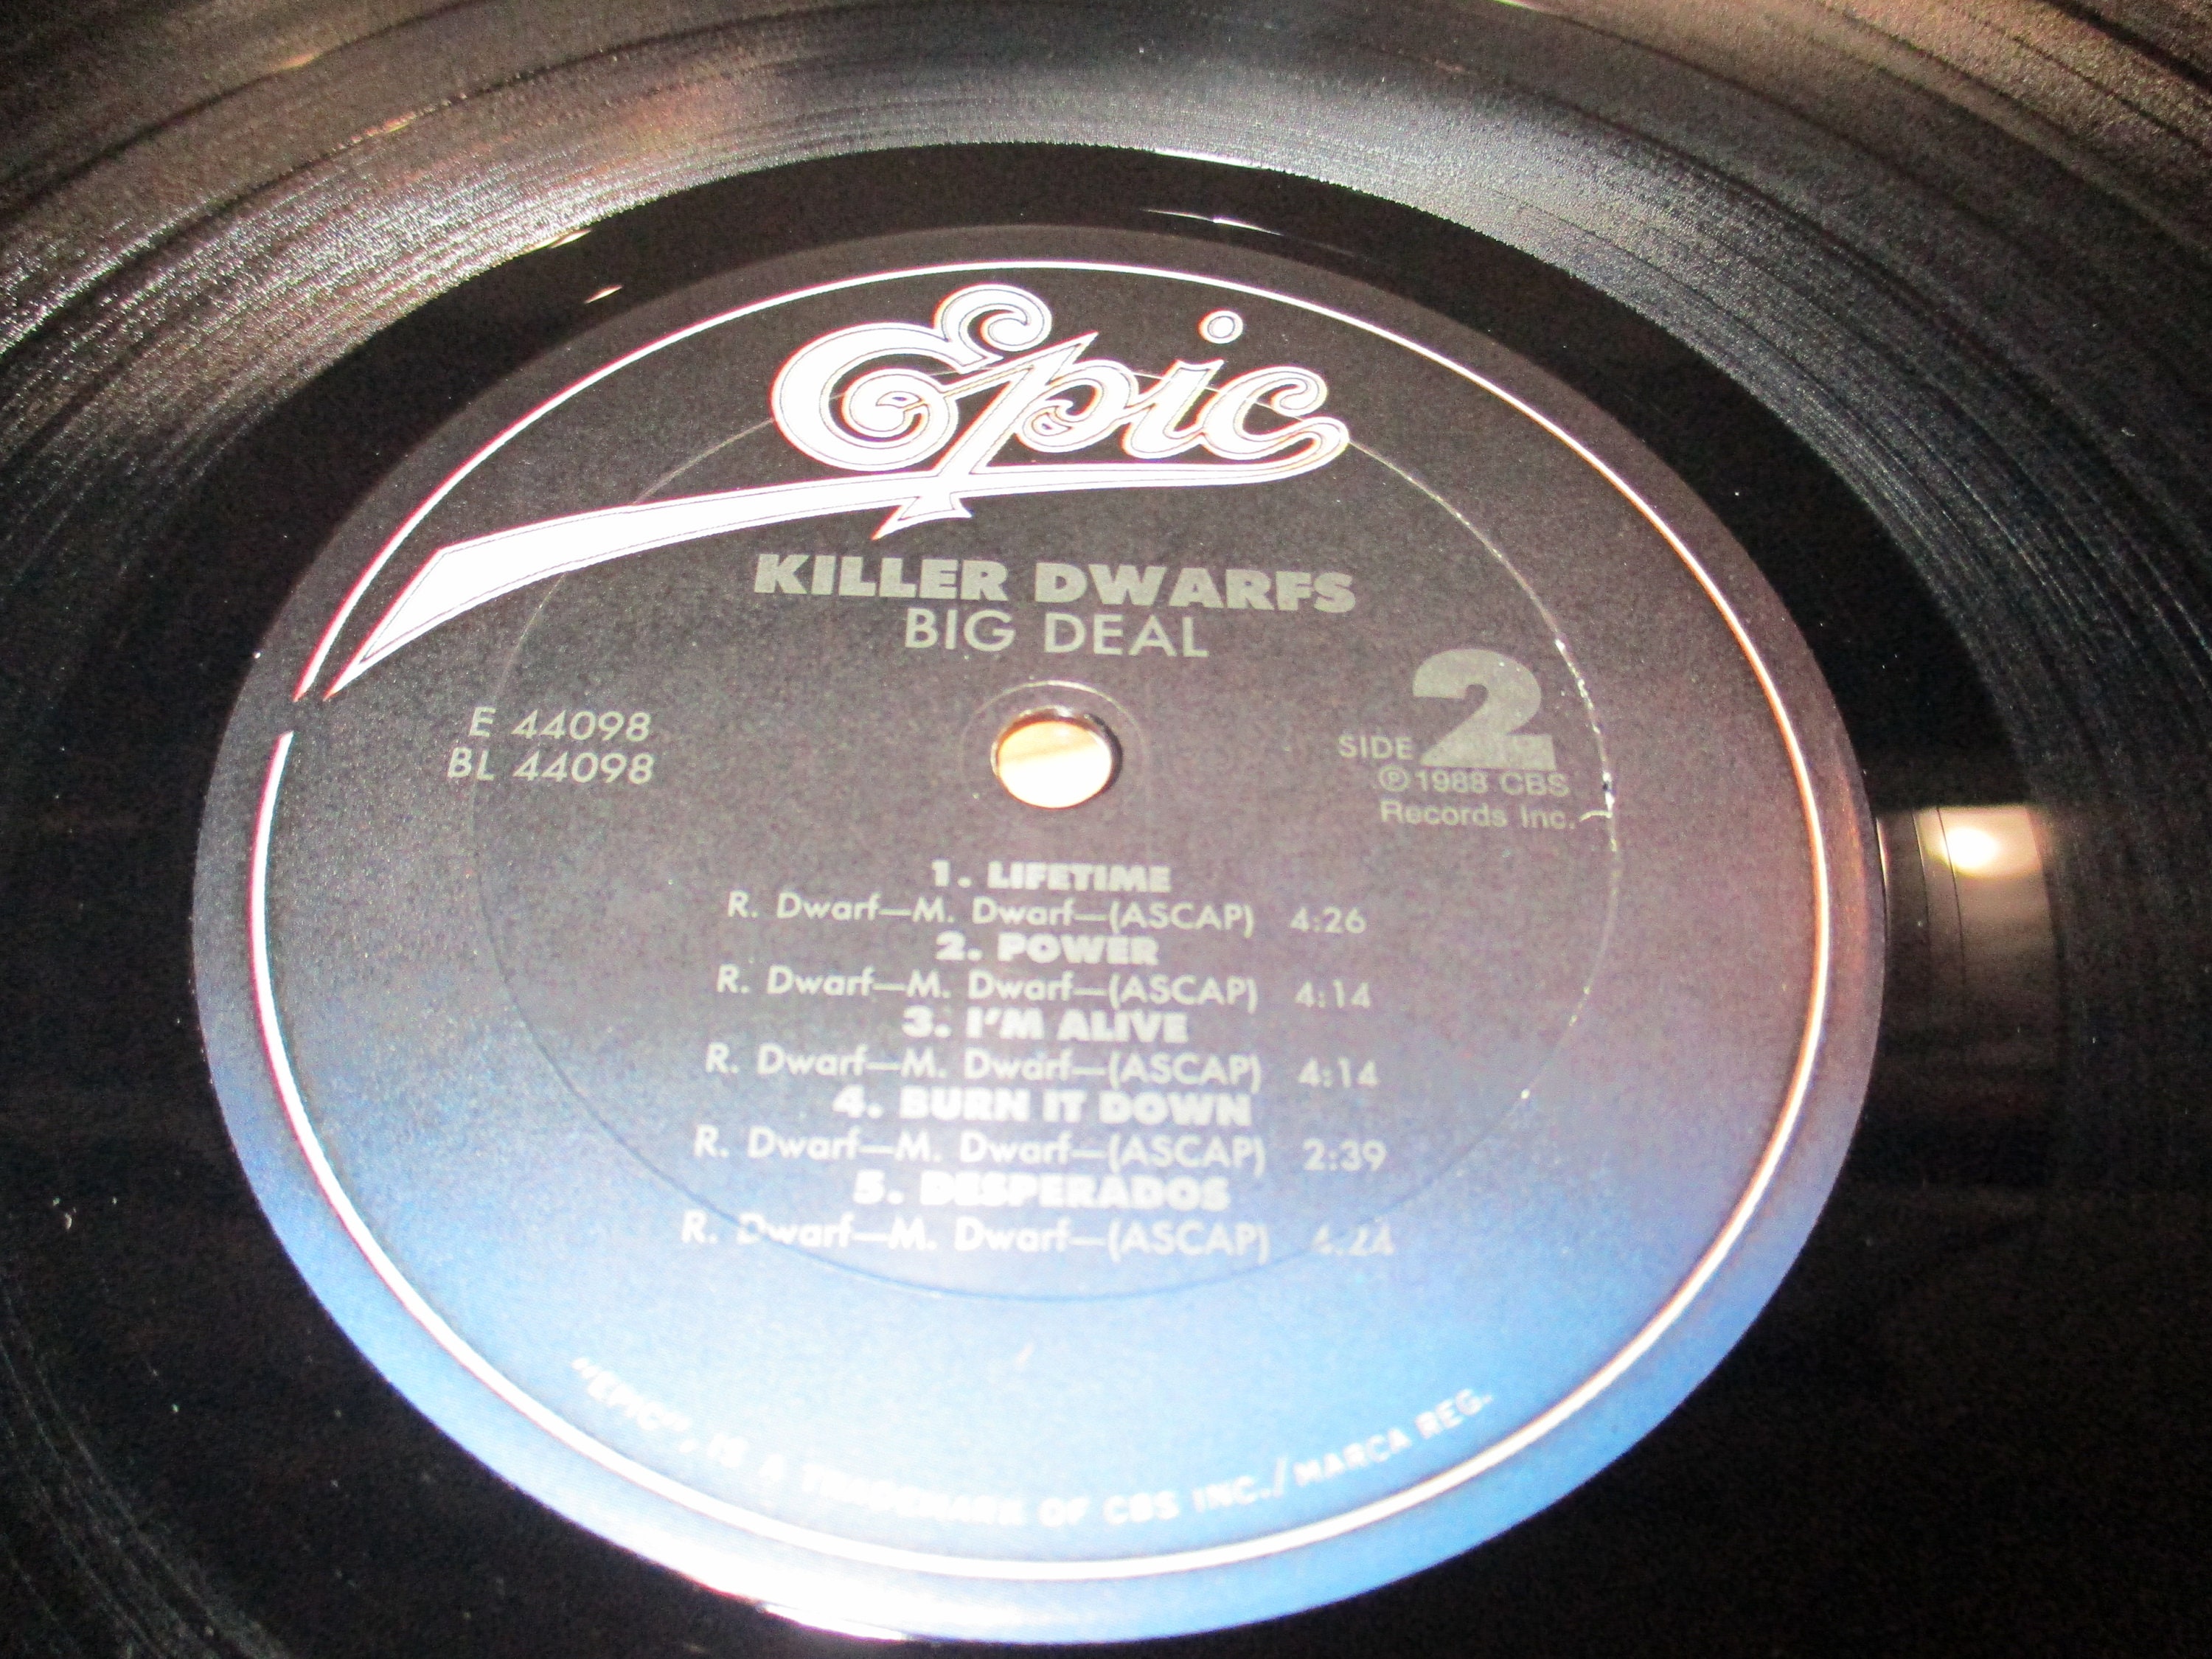 Epic
KILLER DWARFS
BIG DEAL
E 44098
BL 44098
SIDE 2
Ⓟ 1988 CBS
Records Inc.
1. LIFETIME
R. Dwarf—M. Dwarf—(ASCAP) 4:26
2. POWER
R. Dwarf—M. Dwarf—(ASCAP) 4:14
3. I'M ALIVE
R. Dwarf—M. Dwarf—(ASCAP) 4:14
4. BURN IT DOWN
R. Dwarf—M. Dwarf—(ASCAP) 2:39
5. DESPERADOS
R. Dwarf—M. Dwarf—(ASCAP)
"EPIC", IS A TRADEMARK OF CBS INC./MARCA REG.